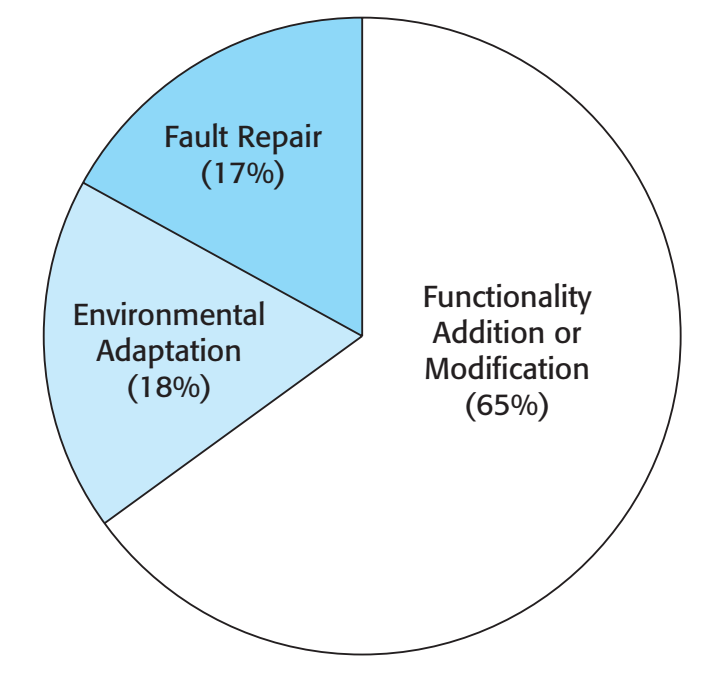 Fault Repair
(17%)
Environmental
Adaptation
(18%)
Functionality
Addition or
Modification
(65%)